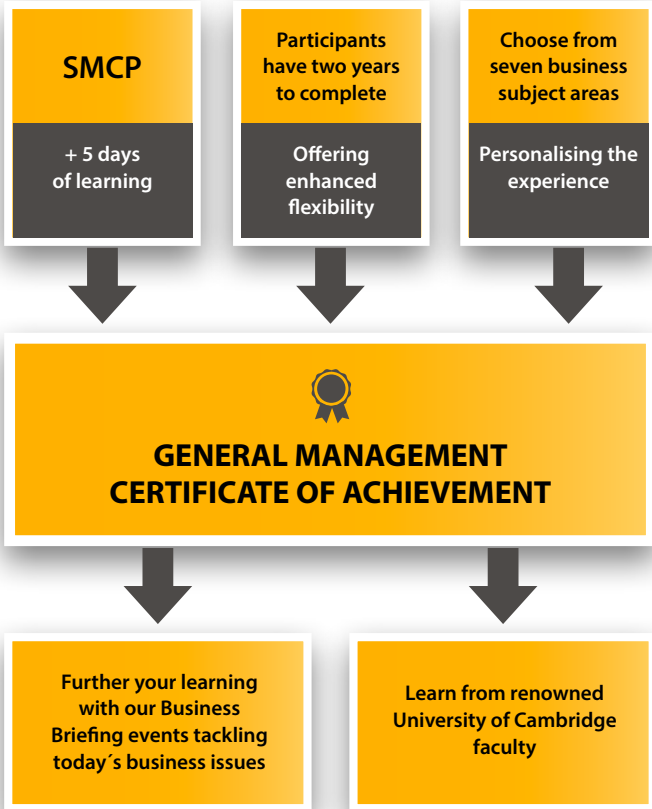 SMCP
+ 5 days
of learning
Participants
have two years
to complete
Offering
enhanced
flexibility
Choose from
seven business
subject areas
Personalising the
experience
GENERAL MANAGEMENT
CERTIFICATE OF ACHIEVEMENT
Further your learning
with our Business
Briefing events tackling
today´s business issues
Learn from renowned
University of Cambridge
faculty